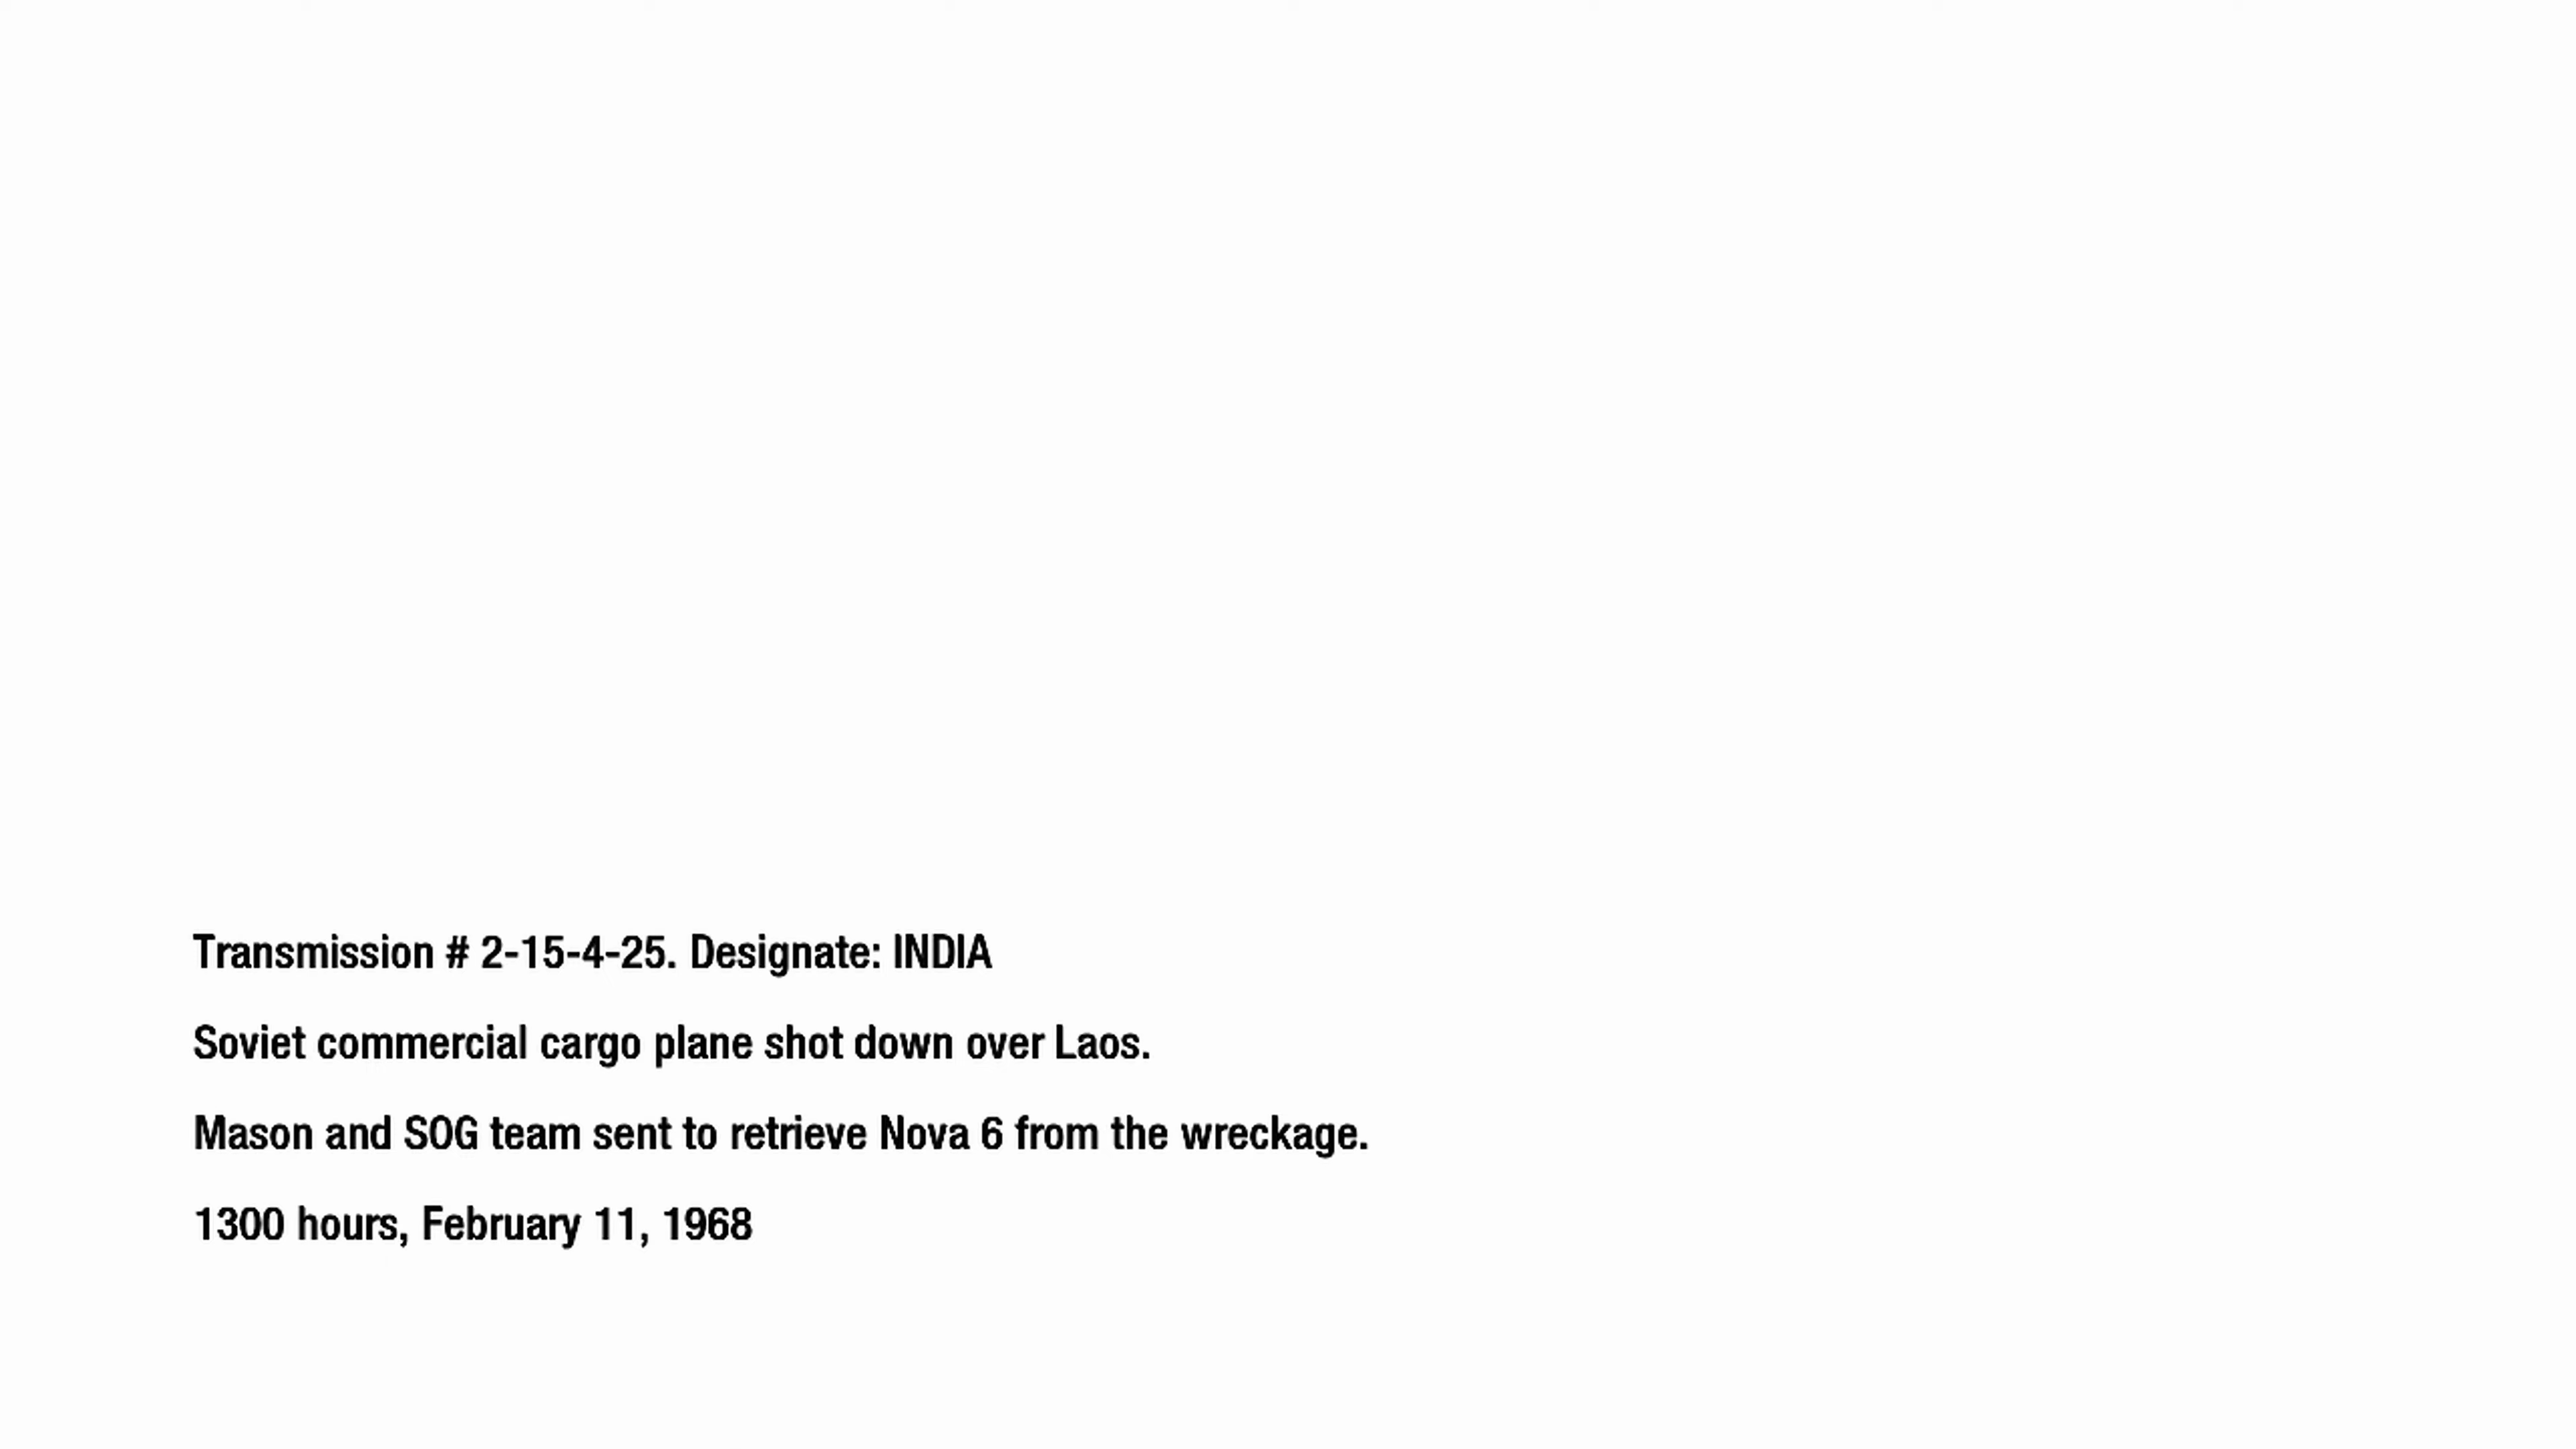 Transmission # 2-15-4-25. Designate: INDIA
Soviet commercial cargo plane shot down over Laos.
Mason and SOG team sent to retrieve Nova 6 from the wreckage.
1300 hours, February 11, 1968